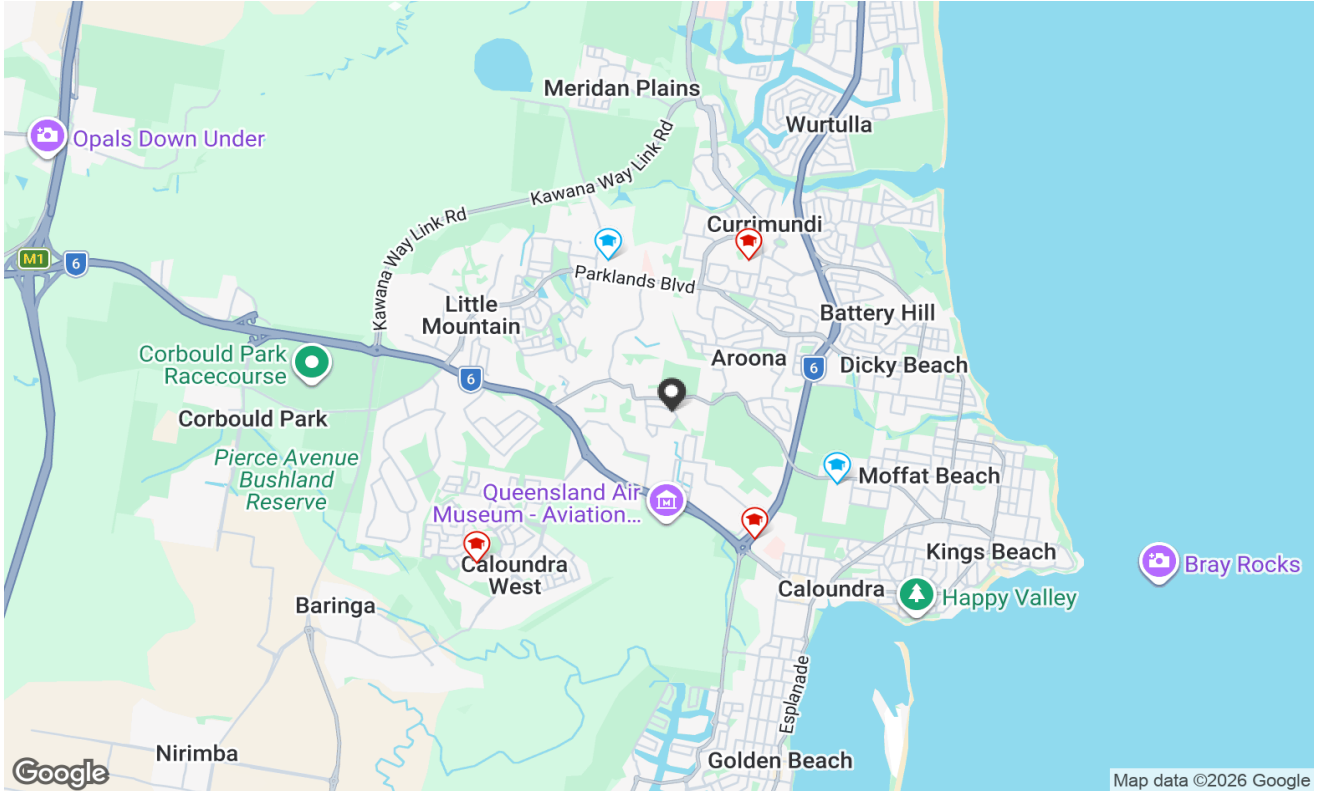 Meridan Plains
Wurtulla
Opals Down Under
Kawana Way Link Rd
Kawana Way Link Rd
Currimundi
M1
6
Parklands Blvd
Little
Mountain
Battery Hill
Corbould Park
Racecourse
Aroona
6
Dicky Beach
6
Corbould Park
Pierce Avenue
Bushland
Reserve
Moffat Beach
Queensland Air
Museum - Aviation...
M
Kings Beach
Bray Rocks
Caloundra
West
Caloundra
Happy Valley
Baringa
Esplanade
Nirimba
Golden Beach
Google
Map data ©2026 Google